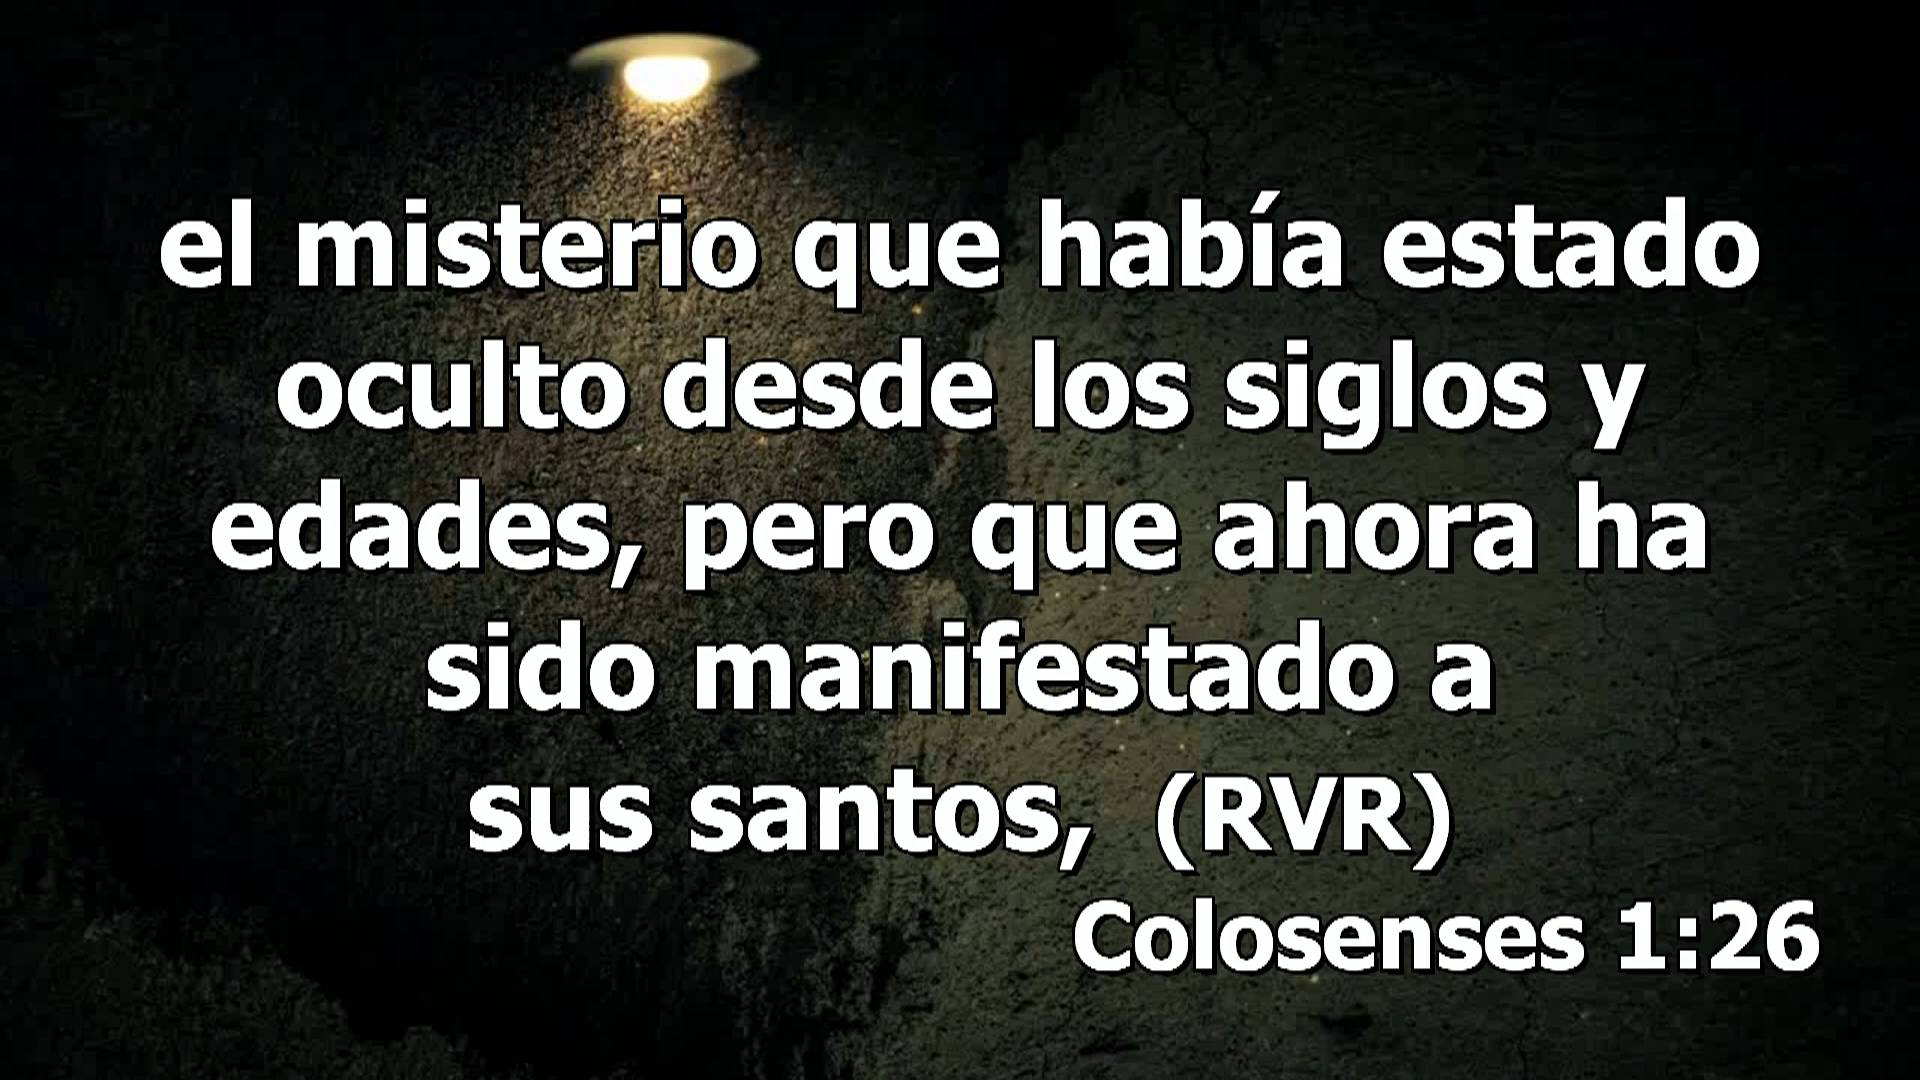 el misterio que había estado
oculto desde los siglos y
edades, pero que ahora ha
sido manifestado a
sus santos, (RVR)
Colosenses 1:26